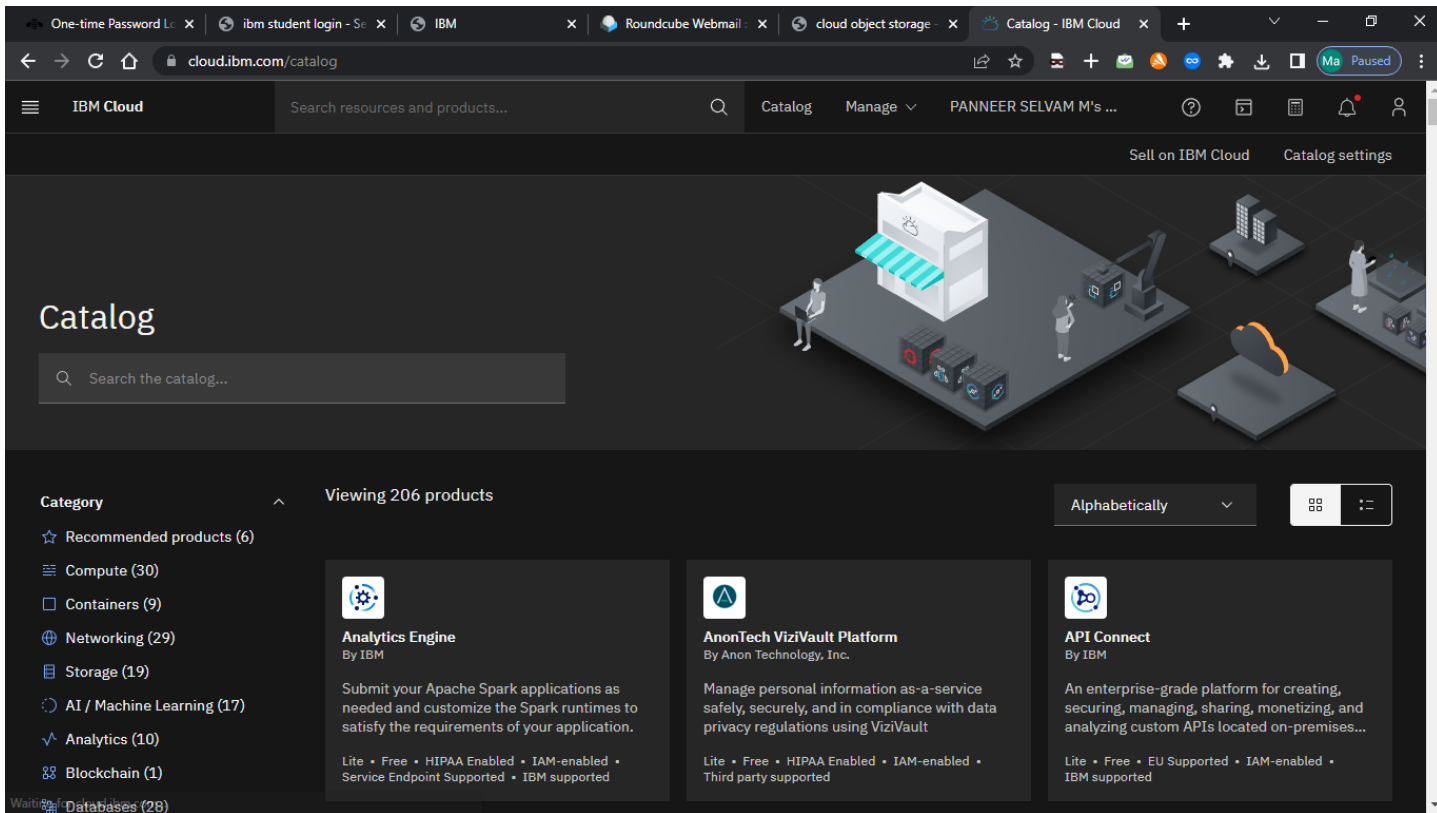 One-time Password Lo
ibm student login - Se
IBM
Roundcube Webmail :
cloud object storage -
Catalog - IBM Cloud
cloud.ibm.com/catalog
Ma Paused
IBM Cloud
Search resources and products...
Catalog
Manage
PANNEER SELVAM M's ...
Sell on IBM Cloud
Catalog settings
Catalog
Search the catalog...
Category
Viewing 206 products
Alphabetically
Recommended products (6)
Compute (30)
Containers (9)
Networking (29)
Storage (19)
AI / Machine Learning (17)
Analytics (10)
Blockchain (1)
Databases (28)
Analytics Engine
By IBM
Submit your Apache Spark applications as
needed and customize the Spark runtimes to
satisfy the requirements of your application.
Lite • Free • HIPAA Enabled • IAM-enabled •
Service Endpoint Supported • IBM supported
AnonTech ViziVault Platform
By Anon Technology, Inc.
Manage personal information as-a-service
safely, securely, and in compliance with data
privacy regulations using ViziVault
Lite • Free • HIPAA Enabled • IAM-enabled •
Third party supported
API Connect
By IBM
An enterprise-grade platform for creating,
securing, managing, sharing, monetizing, and
analyzing custom APIs located on-premises...
Lite • Free • EU Supported • IAM-enabled •
IBM supported